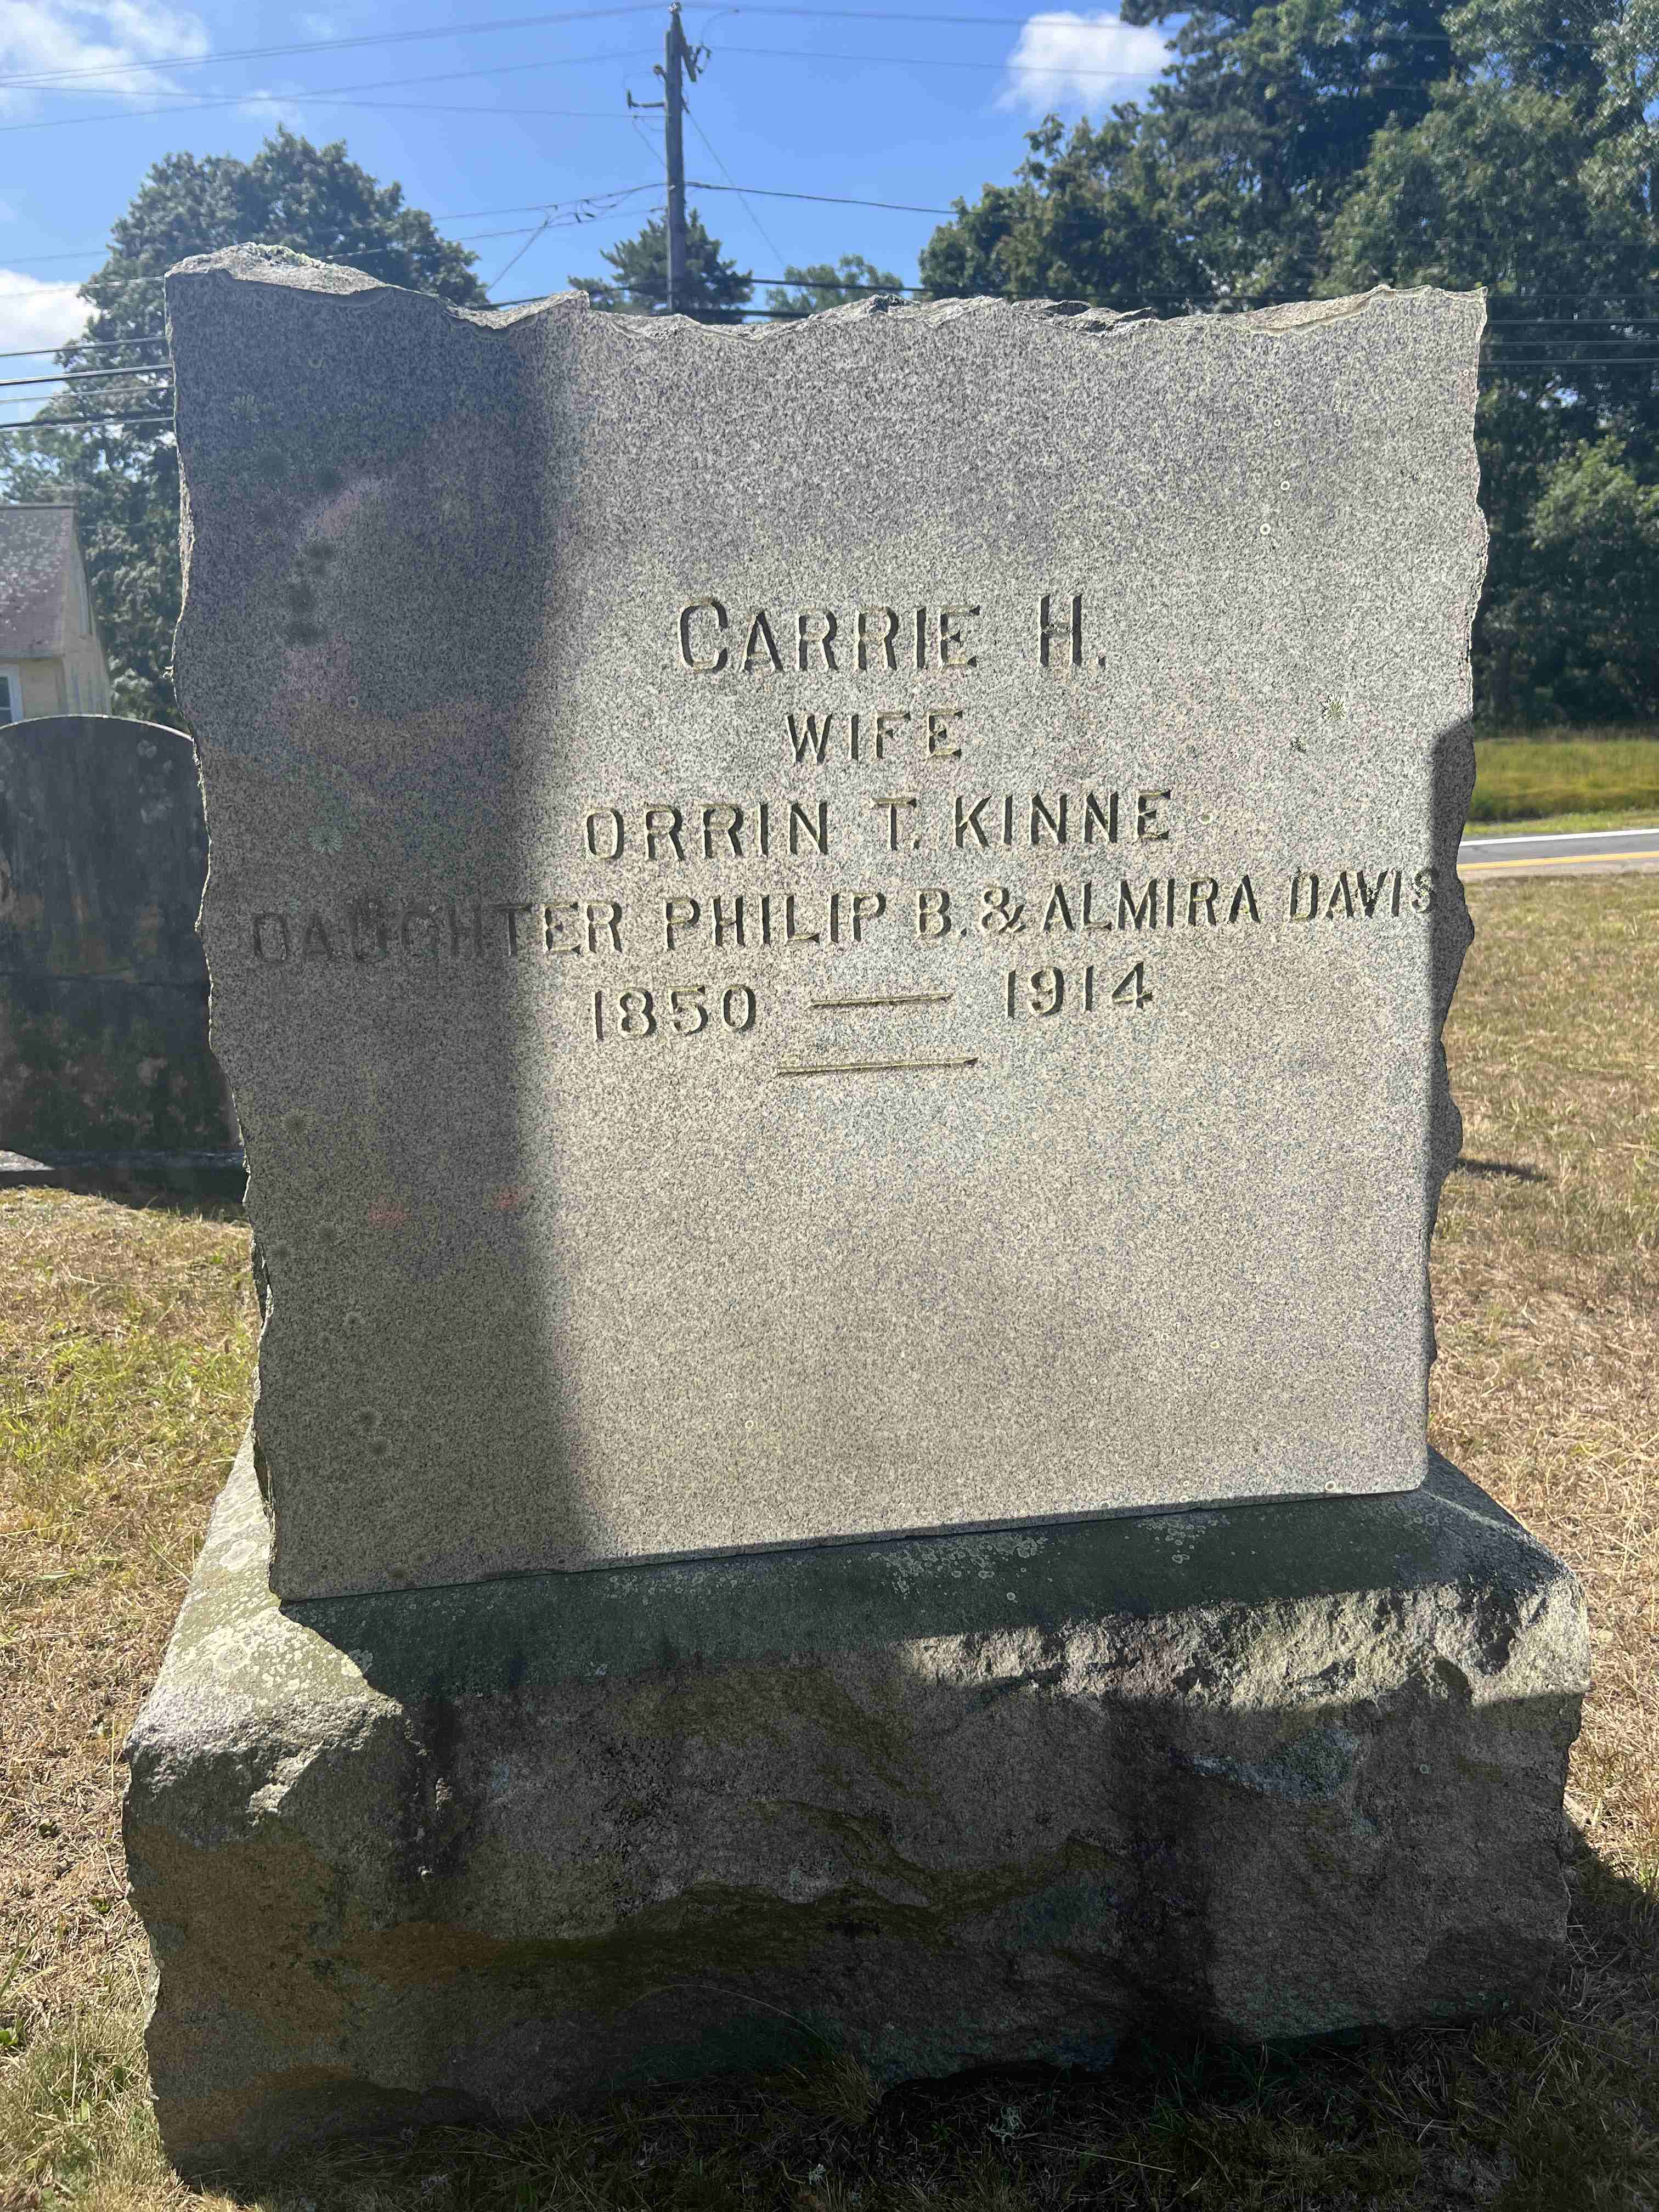 CARRIE H.
WIFE
ORRIN T. KINNE
DAUGHTER PHILIP B. & ALMIRA DAVIS
1850 — 1914